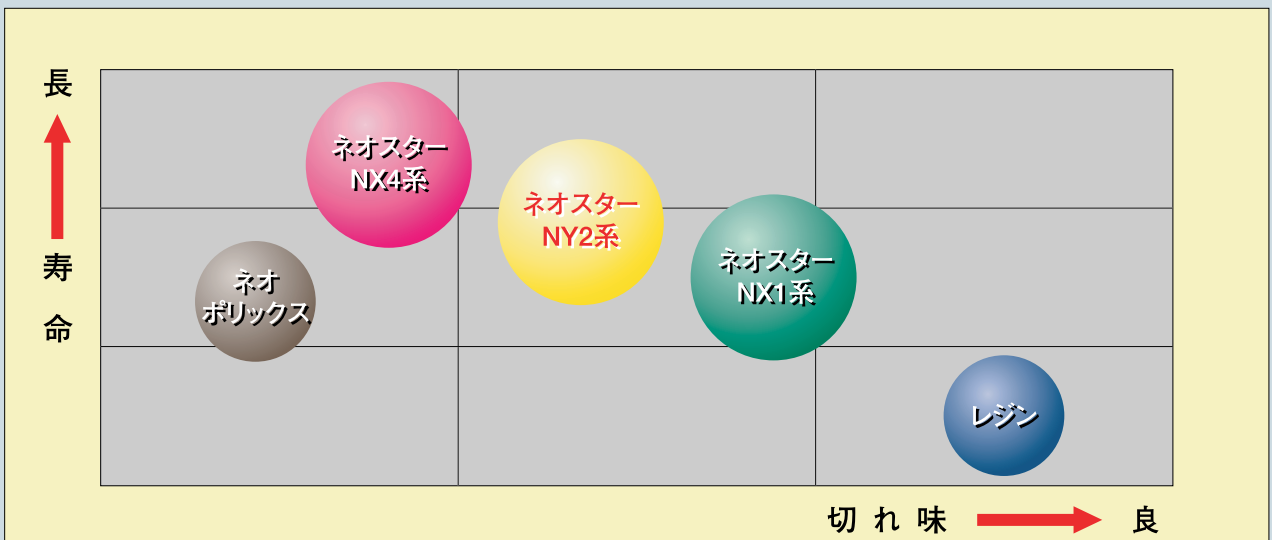 長
寿
命
ネオスター
NX4系
ネオスター
NY2系
ネオスター
NX1系
ネオ
ポリックス
レジン
切れ味
良